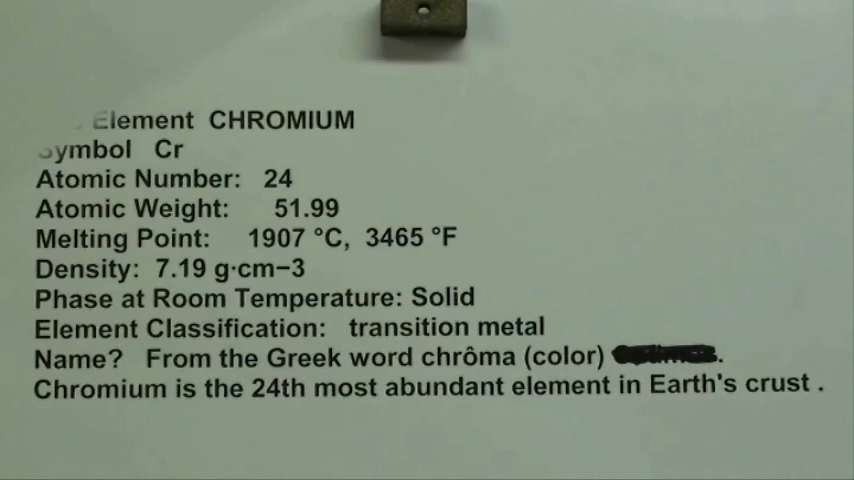 Element CHROMIUM
Symbol Cr
Atomic Number: 24
Atomic Weight: 51.99
Melting Point: 1907 °C, 3465 °F
Density: 7.19 g·cm−3
Phase at Room Temperature: Solid
Element Classification: transition metal
Name? From the Greek word chrôma (color) .
Chromium is the 24th most abundant element in Earth's crust .